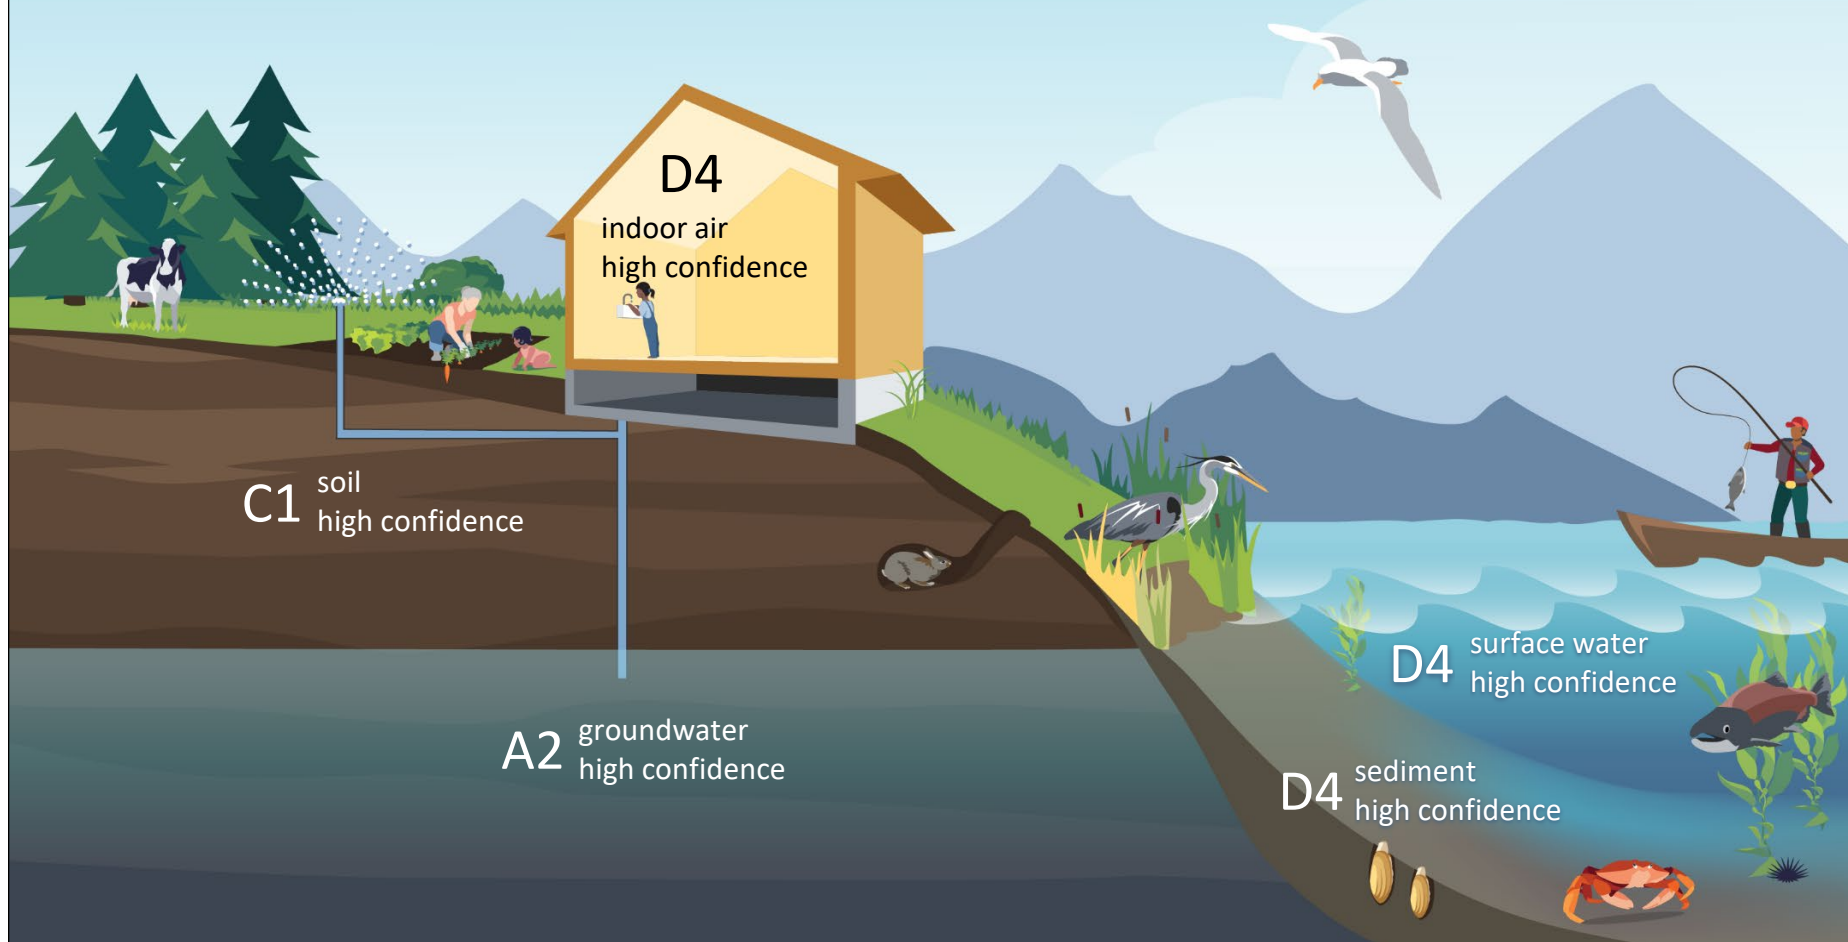 D4
indoor air
high confidence
C1
soil
high confidence
A2
groundwater
high confidence
D4
surface water
high confidence
D4
sediment
high confidence